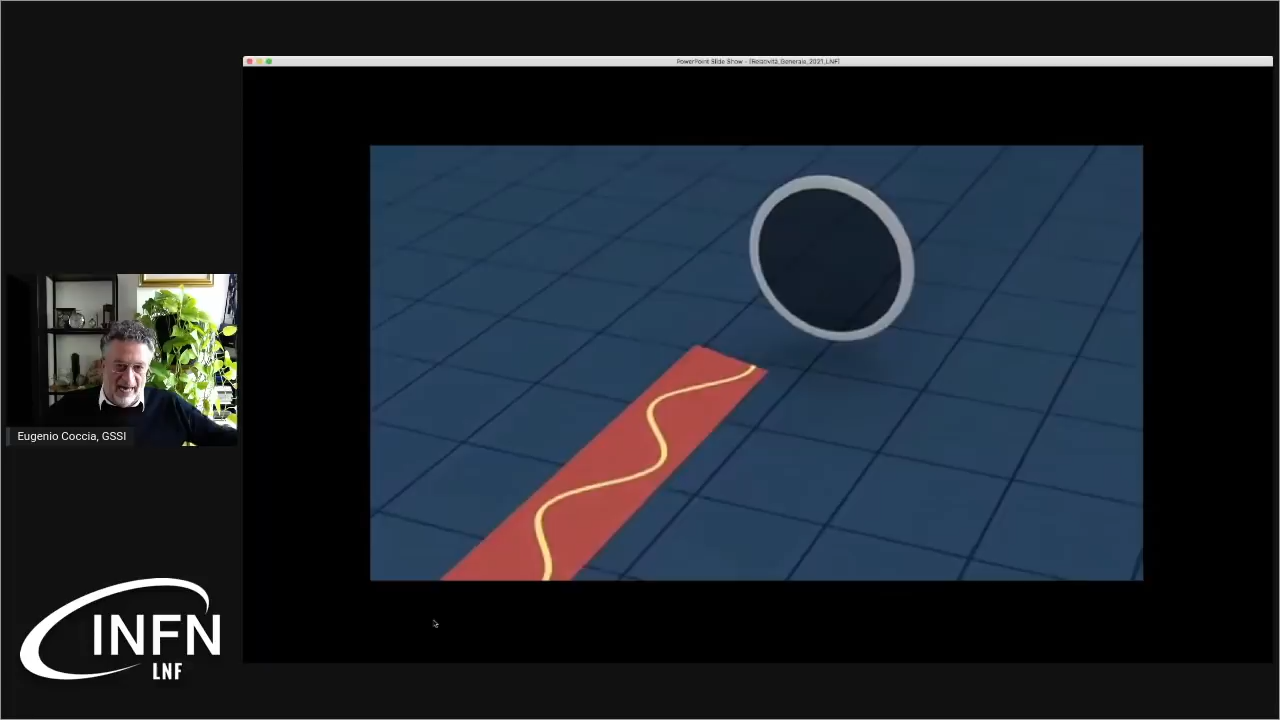 PowerPoint Slide Show - [Relatività_Generale_2021_LNF]
Eugenio Coccia, GSSI
INFN
LNF